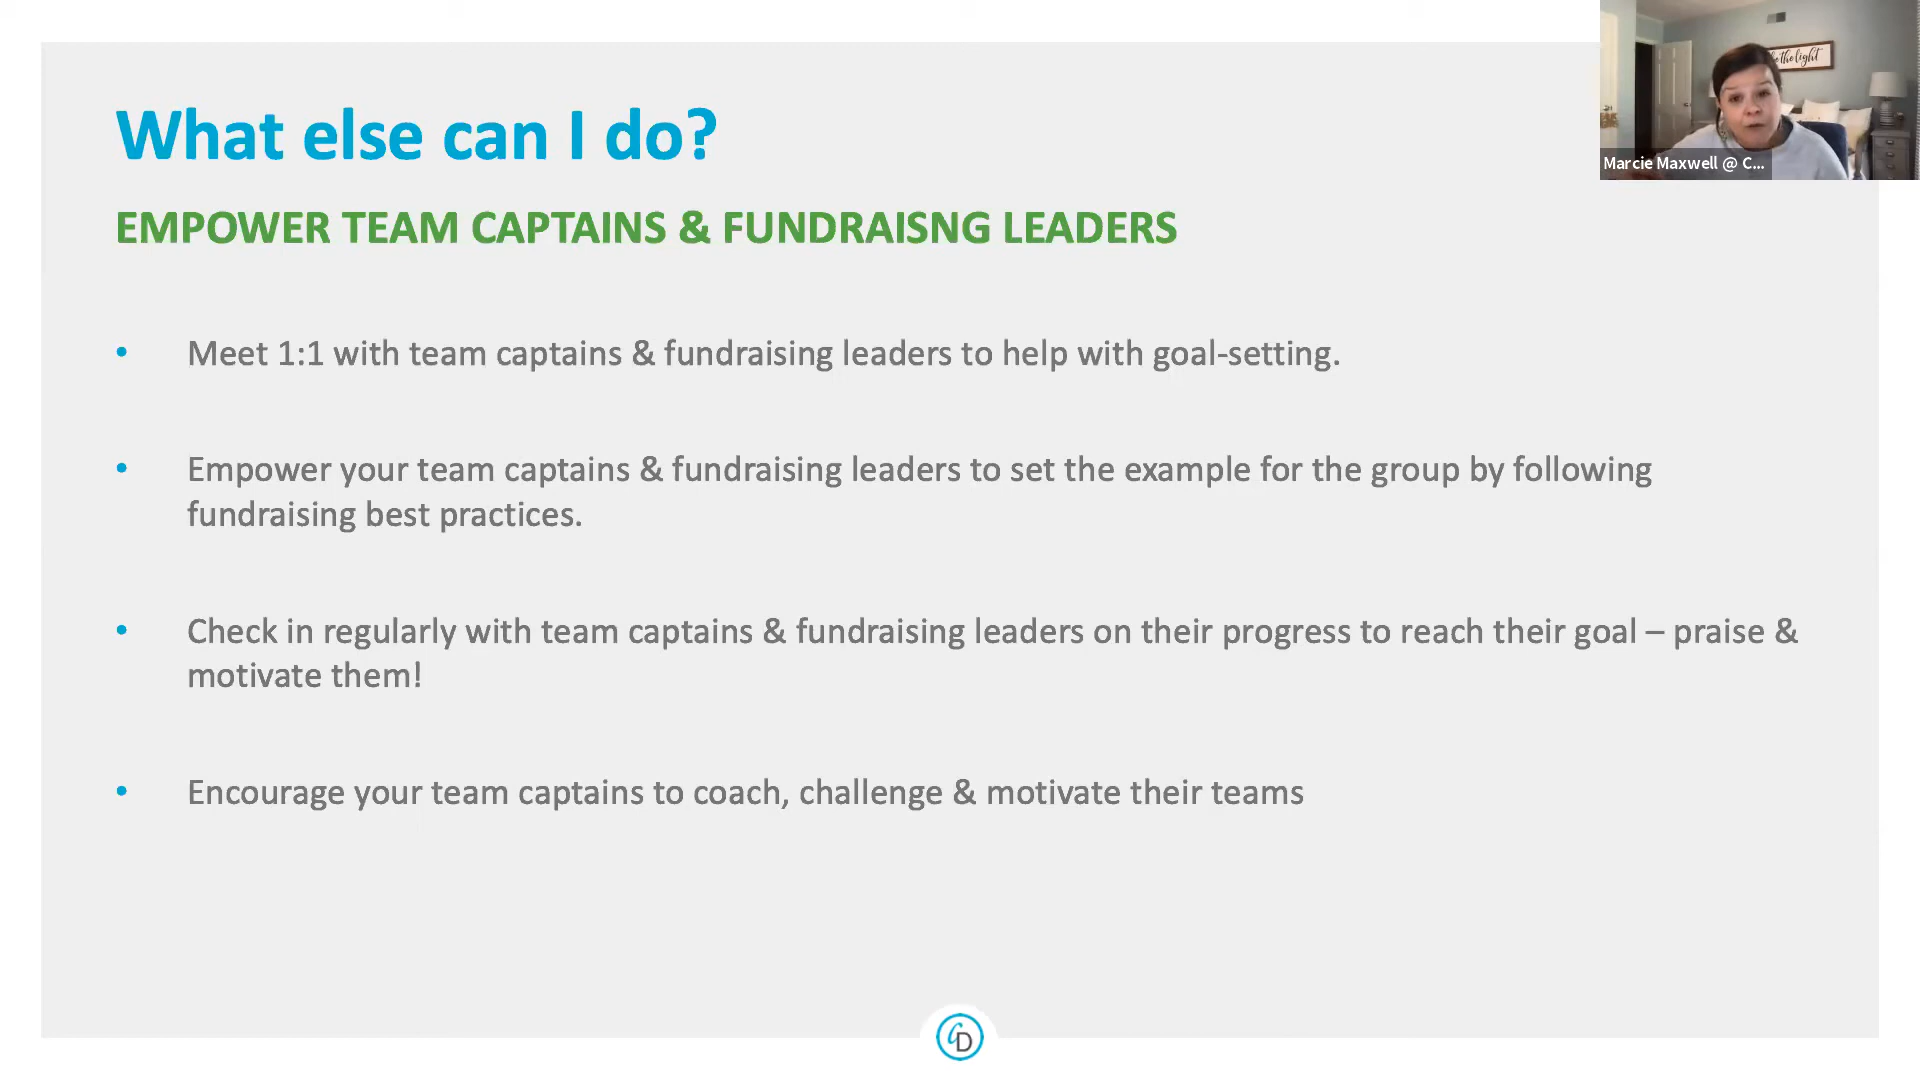 What else can I do?
EMPOWER TEAM CAPTAINS & FUNDRAISNG LEADERS
• Meet 1:1 with team captains & fundraising leaders to help with goal-setting.
• Empower your team captains & fundraising leaders to set the example for the group by following
fundraising best practices.
• Check in regularly with team captains & fundraising leaders on their progress to reach their goal – praise &
motivate them!
• Encourage your team captains to coach, challenge & motivate their teams
the light
Marcie Maxwell @ C...
CD